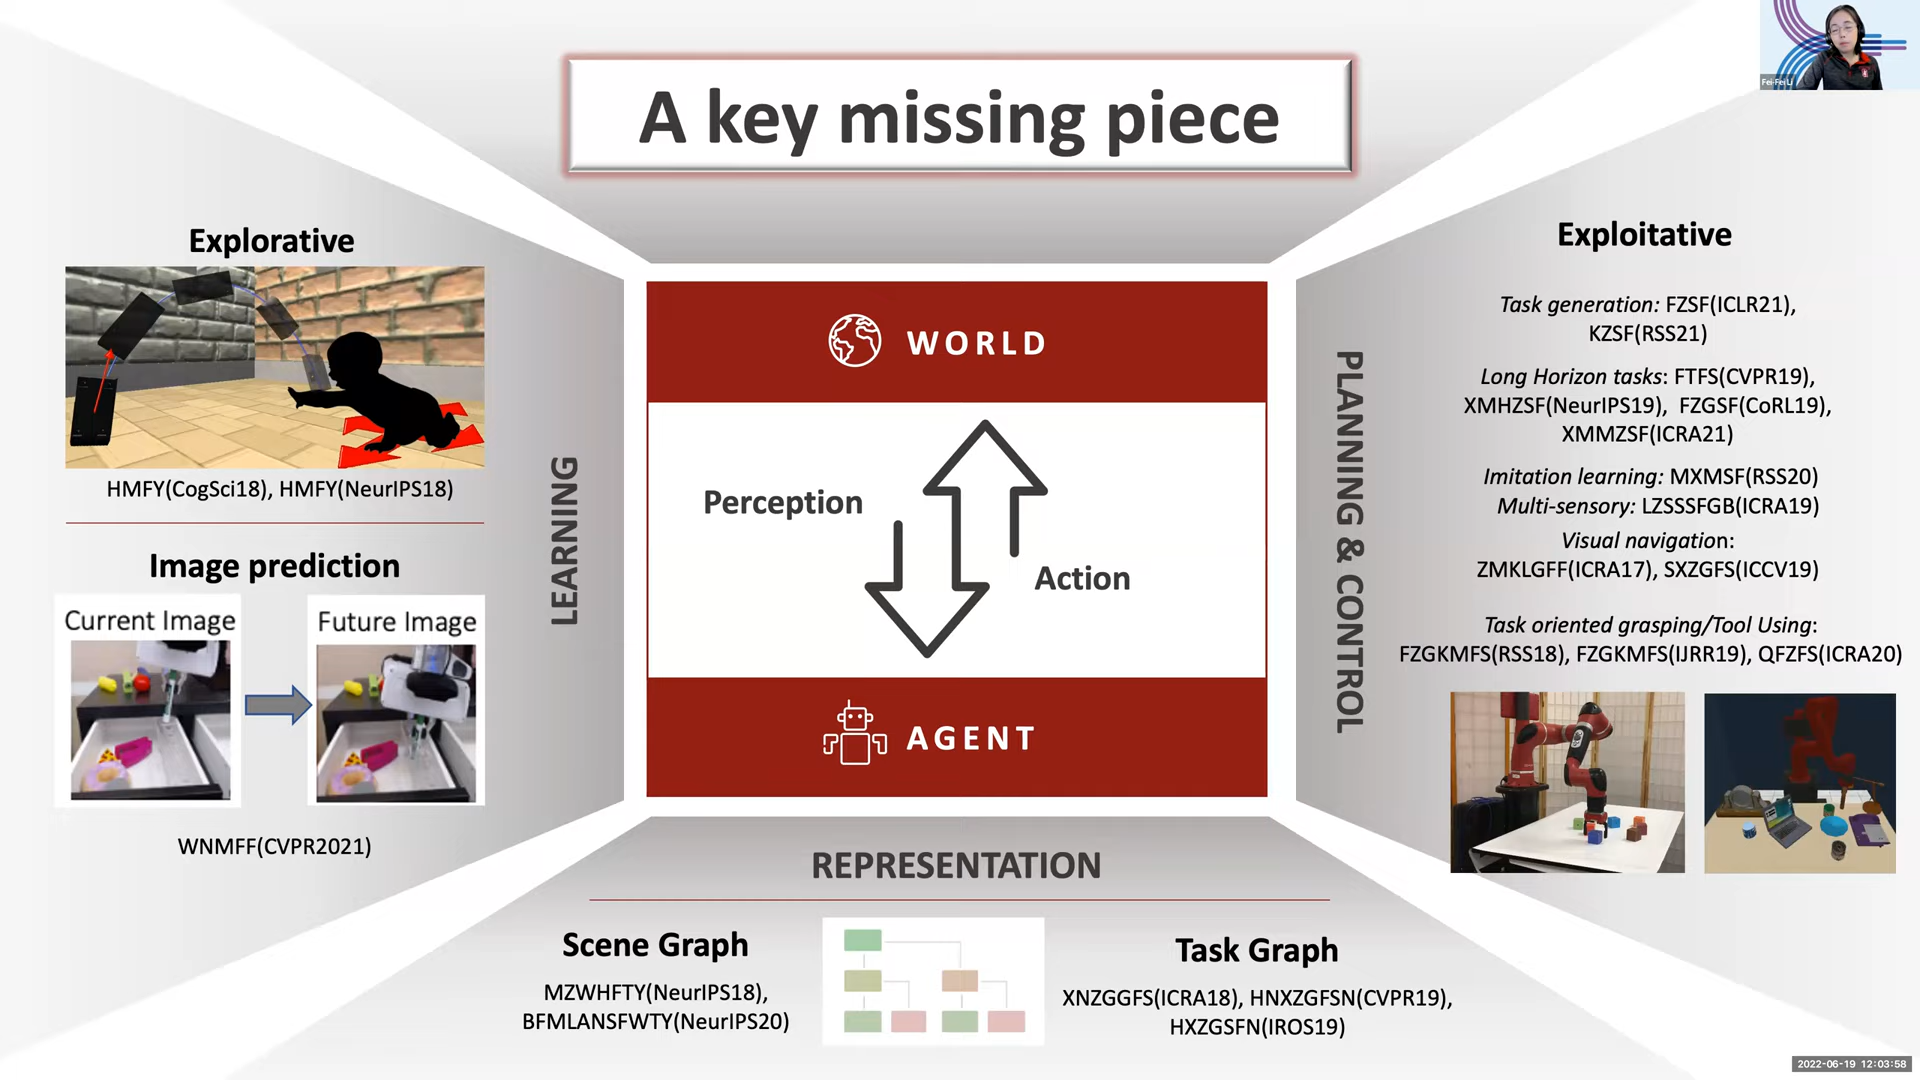 A key missing piece
Fei-Fei Li
Explorative
HMFY(CogSci18), HMFY(NeurIPS18)
Image prediction
Current Image
Future Image
WNMFF(CVPR2021)
LEARNING
WORLD
Perception
Action
AGENT
PLANNING & CONTROL
Exploitative
Task generation: FZSF(ICLR21),
KZSF(RSS21)
Long Horizon tasks: FTFS(CVPR19),
XMHZSF(NeurIPS19), FZGSF(CoRL19),
XMMZSF(ICRA21)
Imitation learning: MXMSF(RSS20)
Multi-sensory: LZSSSFGB(ICRA19)
Visual navigation:
ZMKLGFF(ICRA17), SXZGFS(ICCV19)
Task oriented grasping/Tool Using:
FZGKMFS(RSS18), FZGKMFS(IJRR19), QFZFS(ICRA20)
REPRESENTATION
Scene Graph
MZWHFTY(NeurIPS18),
BFMLANSFWTY(NeurIPS20)
Task Graph
XNZGGFS(ICRA18), HNXZGFSN(CVPR19),
HXZGSFN(IROS19)
2022-06-19 12:03:58